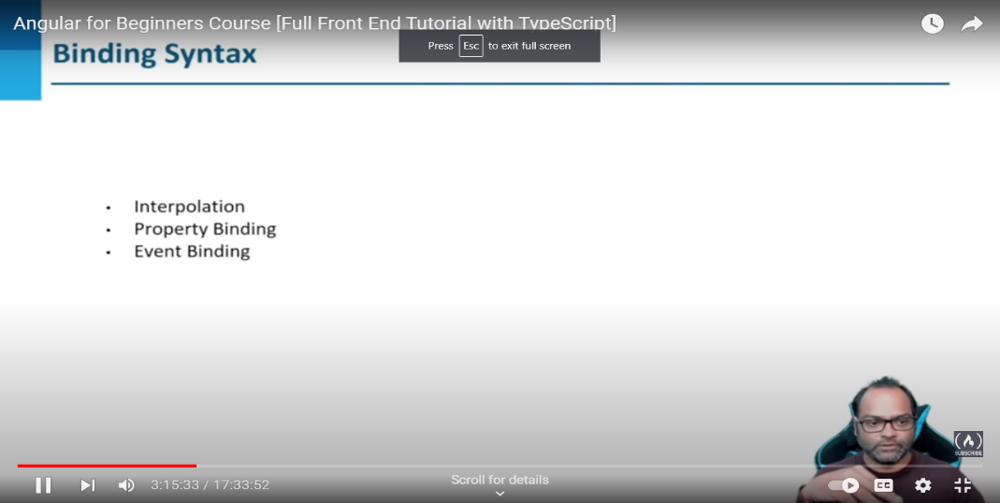 Angular for Beginners Course [Full Front End Tutorial with TypeScript]
Press Esc to exit full screen
Binding Syntax
• Interpolation
• Property Binding
• Event Binding
SUBSCRIBE
3:15:33 / 17:33:52
Scroll for details
CC